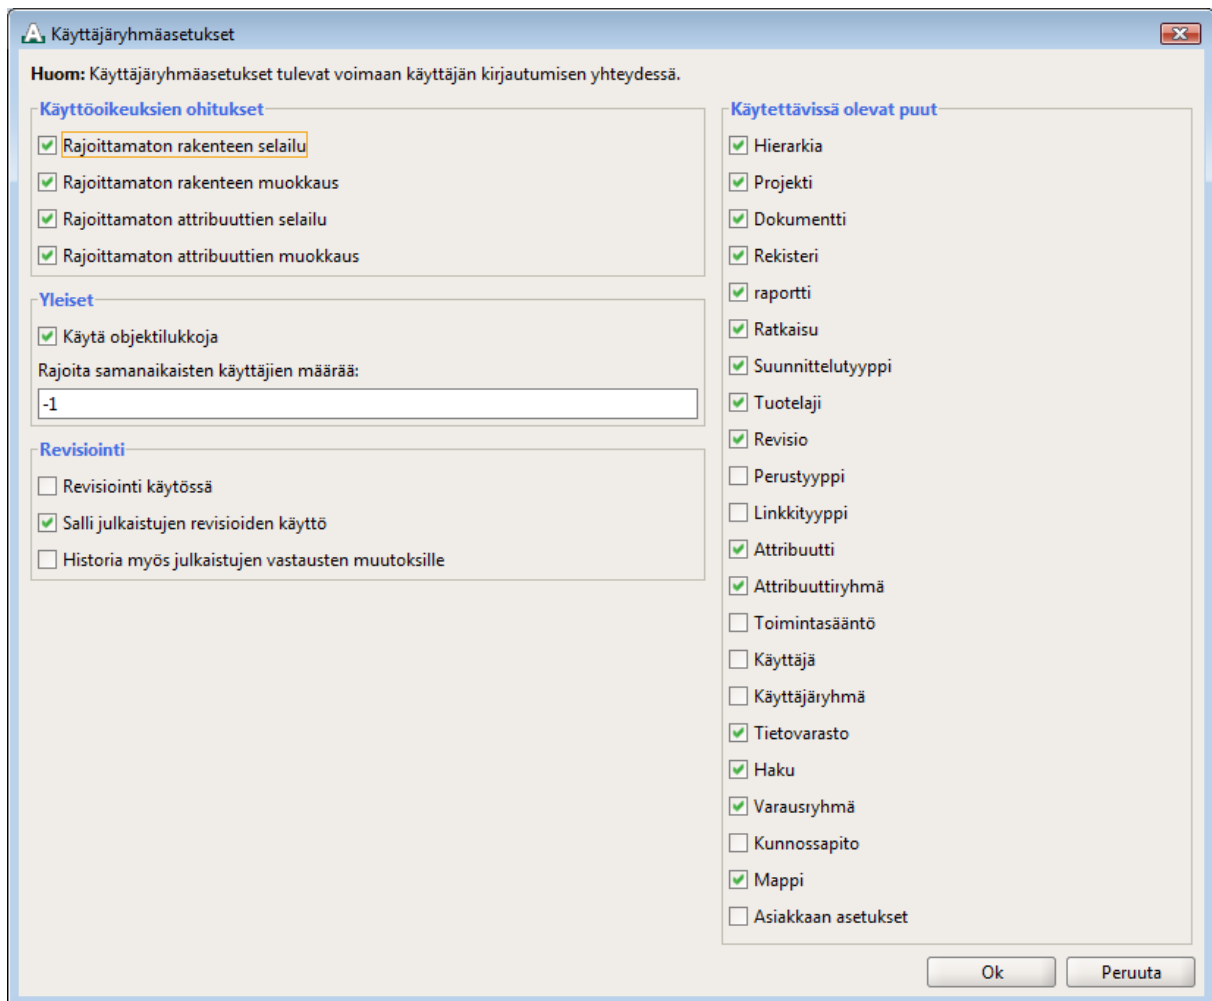 Käyttäjäryhmäasetukset
Huom: Käyttäjäryhmäasetukset tulevat voimaan käyttäjän kirjautumisen yhteydessä.
Käyttöoikeuksien ohitukset
Rajoittamaton rakenteen selailu
Rajoittamaton rakenteen muokkaus
Rajoittamaton attribuuttien selailu
Rajoittamaton attribuuttien muokkaus
Yleiset
Käytä objektilukkoja
Rajoita samanaikaisten käyttäjien määrää:
-1
Revisiointi
Revisiointi käytössä
Salli julkaistujen revisioiden käyttö
Historia myös julkaistujen vastausten muutoksille
Käytettävissä olevat puut
Hierarkia
Projekti
Dokumentti
Rekisteri
raportti
Ratkaisu
Suunnittelutyyppi
Tuotelaji
Revisio
Perustyyppi
Linkkityyppi
Attribuutti
Attribuuttiryhmä
Toimintasääntö
Käyttäjä
Käyttäjäryhmä
Tietovarasto
Haku
Varausryhmä
Kunnossapito
Mappi
Asiakkaan asetukset
Ok
Peruuta